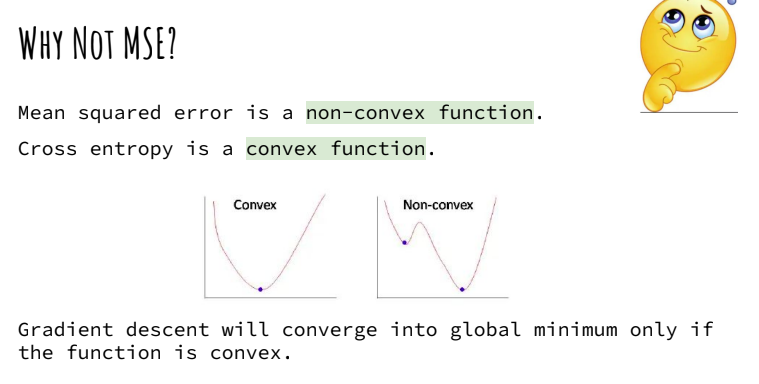 Why Not MSE?
Mean squared error is a non-convex function.
Cross entropy is a convex function.
Convex
Non-convex
Gradient descent will converge into global minimum only if
the function is convex.